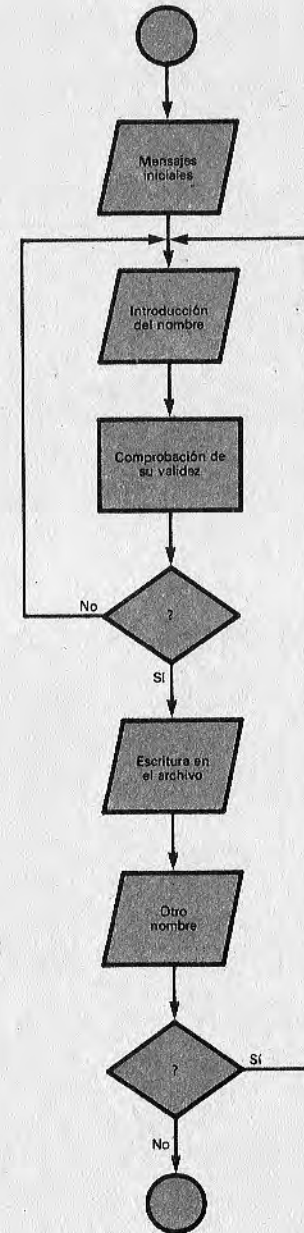 Mensajes
iniciales
Introducción
del nombre
Comprobación de
su validez
?
No
Sí
Escritura en
el archivo
Otro
nombre
?
Sí
No